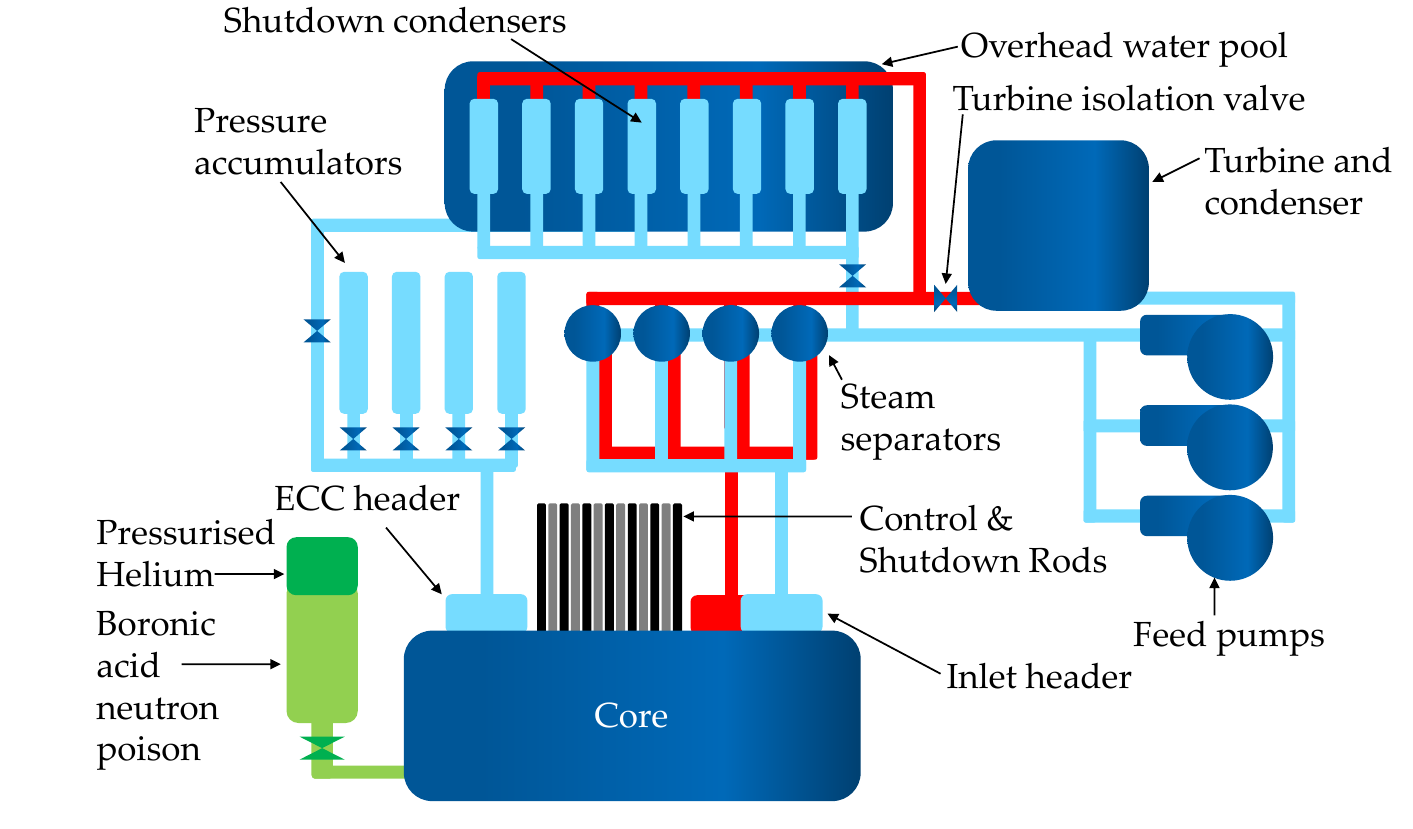 Shutdown condensers
Overhead water pool
Turbine isolation valve
Pressure
accumulators
Turbine and
condenser
Steam
separators
ECC header
Control &
Shutdown Rods
Pressurised
Helium
Boronic
acid
neutron
poison
Feed pumps
Inlet header
Core